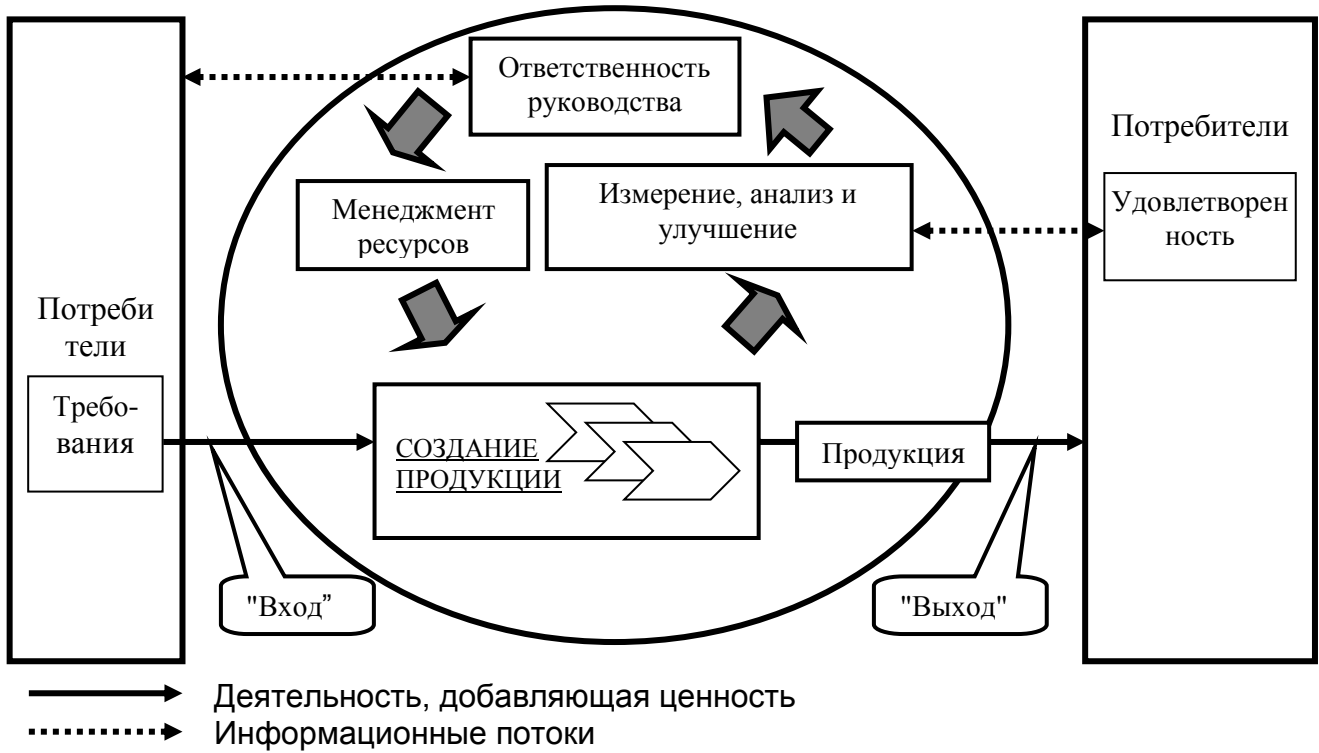 Ответственность
руководства
Потребители
Удовлетворен
ность
Менеджмент
ресурсов
Измерение, анализ и
улучшение
Потреби
тели
Требо-
вания
СОЗДАНИЕ
ПРОДУКЦИИ
Продукция
"Вход”
"Выход"
Деятельность, добавляющая ценность
Информационные потоки